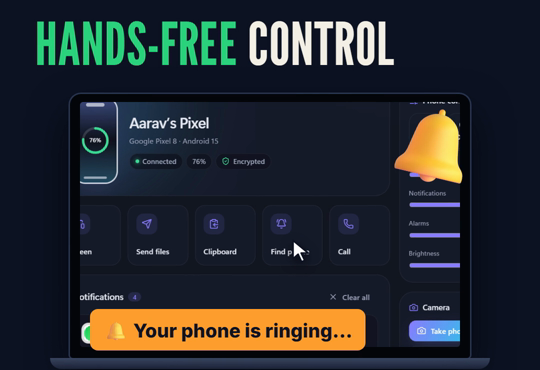 HANDS-FREE CONTROL
Aarav's Pixel
Google Pixel 8 · Android 15
76%
Connected
76%
Encrypted
Send files
Clipboard
Find
Call
Notifications
Alarms
Brightness
4
Clear all
Camera
Your phone is ringing...